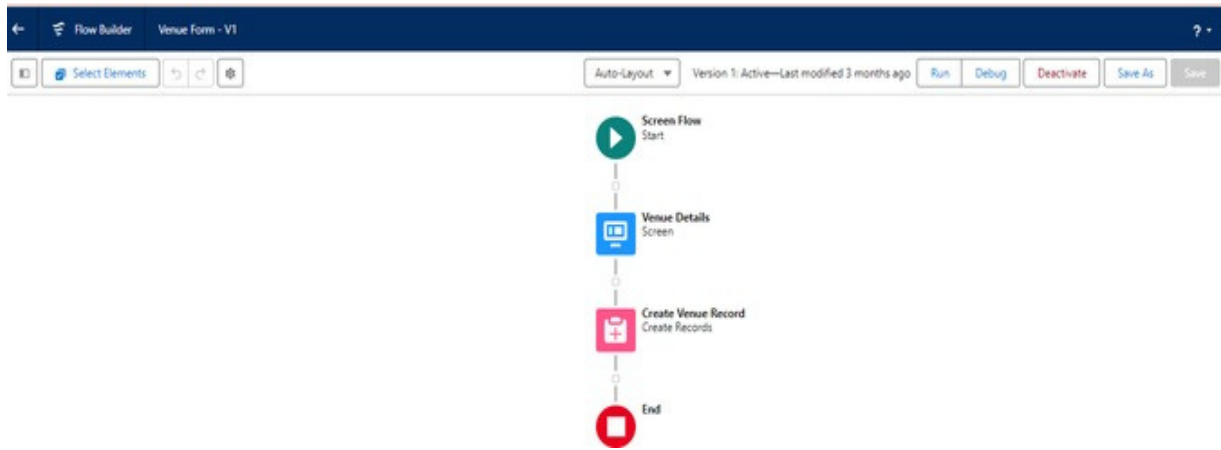 Flow Builder Venue Form - V1 ?
Select Elements Auto-Layout Version 1: Active—Last modified 3 months ago Run Debug Deactivate Save As Save
Screen Flow
Start
Venue Details
Screen
Create Venue Record
Create Records
End